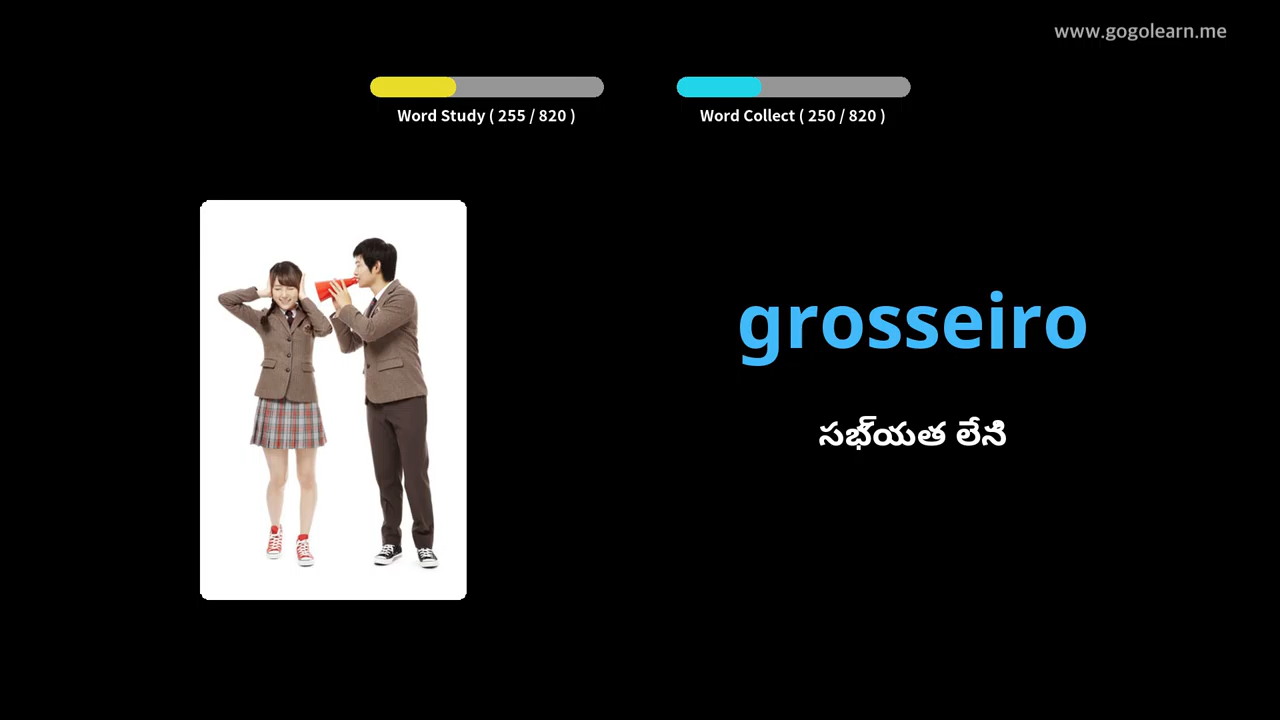 www.gogolearn.me
Word Study ( 255 / 820 )
Word Collect ( 250 / 820 )
grosseiro
సభ్యత లేని